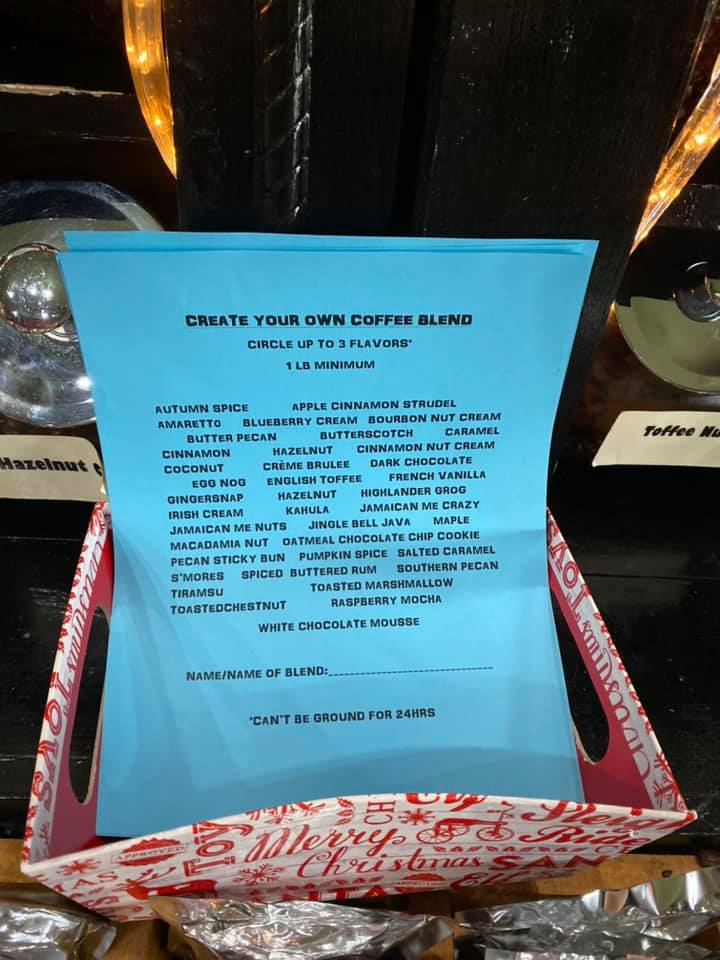 CREATE YOUR OWN COFFEE BLEND
CIRCLE UP TO 3 FLAVORS*
1 LB MINIMUM
AUTUMN SPICE APPLE CINNAMON STRUDEL
AMARETTO BLUEBERRY CREAM BOURBON NUT CREAM
BUTTER PECAN BUTTERSCOTCH CARAMEL
CINNAMON HAZELNUT CINNAMON NUT CREAM
COCONUT CRÈME BRULEE DARK CHOCOLATE
EGG NOG ENGLISH TOFFEE FRENCH VANILLA
GINGERSNAP HAZELNUT HIGHLANDER GROG
IRISH CREAM KAHULA JAMAICAN ME CRAZY
JAMAICAN ME NUTS JINGLE BELL JAVA MAPLE
MACADAMIA NUT OATMEAL CHOCOLATE CHIP COOKIE
PECAN STICKY BUN PUMPKIN SPICE SALTED CARAMEL
S'MORES SPICED BUTTERED RUM SOUTHERN PECAN
TIRAMSU TOASTED MARSHMALLOW
TOASTEDCHESTNUT RASPBERRY MOCHA
WHITE CHOCOLATE MOUSSE
NAME/NAME OF BLEND:
*CAN'T BE GROUND FOR 24HRS
Hazelnut
Toffee
TOYS
TOYS
APPROVED
Merry
Christmas